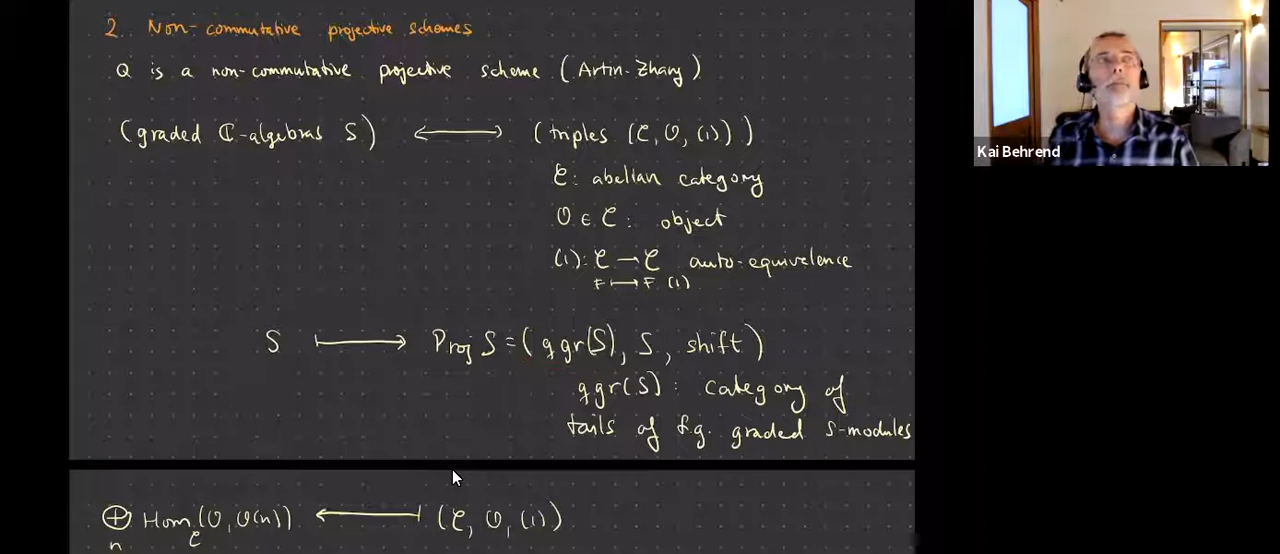 2. Non-commutative projective schemes
Q is a non-commutative projective scheme (Artin-Zhang)
(graded ℂ-algebras S) ⟷ (triples (𝒞, O, (1)))
𝒞: abelian category
O ∈ 𝒞: object
(1): 𝒞 → 𝒞 auto-equivalence
F ↦ F(1)
S ⟼ Proj S = (qgr(S), S, shift)
qgr(S): category of
tails of f.g. graded S-modules
⊕ Hom(O, O(n)) ⟻ (𝒞, O, (1))
n 𝒞
Kai Behrend